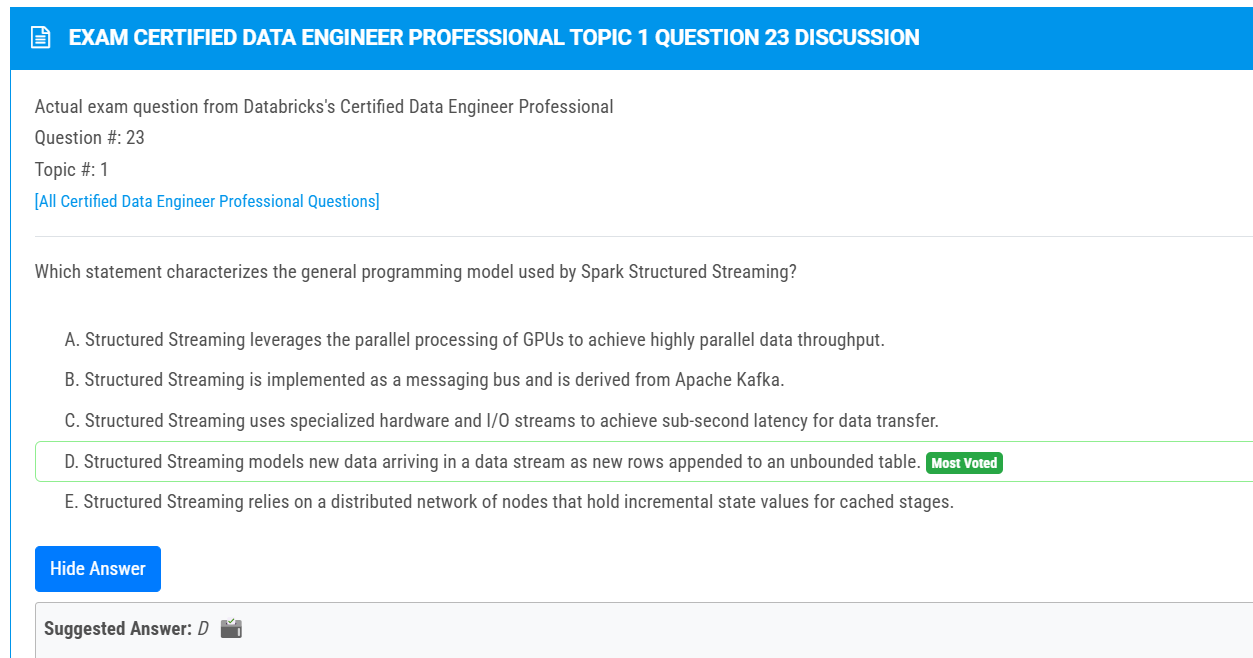 EXAM CERTIFIED DATA ENGINEER PROFESSIONAL TOPIC 1 QUESTION 23 DISCUSSION
Actual exam question from Databricks's Certified Data Engineer Professional
Question #: 23
Topic #: 1
[All Certified Data Engineer Professional Questions]
Which statement characterizes the general programming model used by Spark Structured Streaming?
A. Structured Streaming leverages the parallel processing of GPUs to achieve highly parallel data throughput.
B. Structured Streaming is implemented as a messaging bus and is derived from Apache Kafka.
C. Structured Streaming uses specialized hardware and I/O streams to achieve sub-second latency for data transfer.
D. Structured Streaming models new data arriving in a data stream as new rows appended to an unbounded table. Most Voted
E. Structured Streaming relies on a distributed network of nodes that hold incremental state values for cached stages.
Hide Answer
Suggested Answer: D